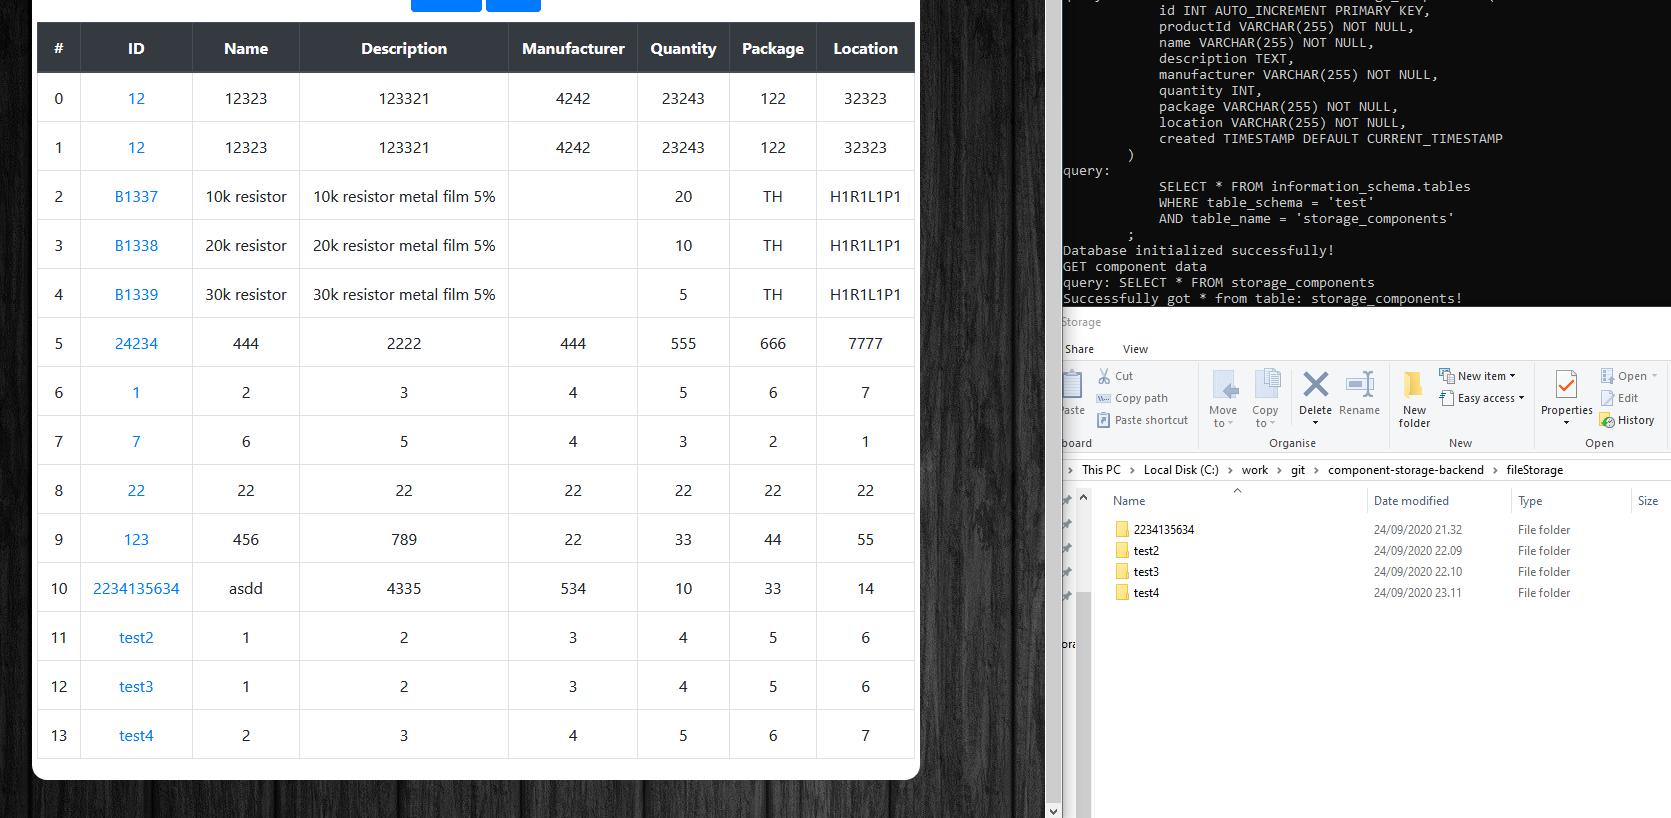 # ID Name Description Manufacturer Quantity Package Location
0 12 12323 123321 4242 23243 122 32323
1 12 12323 123321 4242 23243 122 32323
2 B1337 10k resistor 10k resistor metal film 5% 20 TH H1R1L1P1
3 B1338 20k resistor 20k resistor metal film 5% 10 TH H1R1L1P1
4 B1339 30k resistor 30k resistor metal film 5% 5 TH H1R1L1P1
5 24234 444 2222 444 555 666 7777
6 1 2 3 4 5 6 7
7 7 6 5 4 3 2 1
8 22 22 22 22 22 22 22
9 123 456 789 22 33 44 55
10 2234135634 asdd 4335 534 10 33 14
11 test2 1 2 3 4 5 6
12 test3 1 2 3 4 5 6
13 test4 2 3 4 5 6 7
id INT AUTO_INCREMENT PRIMARY KEY,
productId VARCHAR(255) NOT NULL,
name VARCHAR(255) NOT NULL,
description TEXT,
manufacturer VARCHAR(255) NOT NULL,
quantity INT,
package VARCHAR(255) NOT NULL,
location VARCHAR(255) NOT NULL,
created TIMESTAMP DEFAULT CURRENT_TIMESTAMP
)
query:
SELECT * FROM information_schema.tables
WHERE table_schema = 'test'
AND table_name = 'storage_components'
;
Database initialized successfully!
GET component data
query: SELECT * FROM storage_components
Successfully got * from table: storage_components!
Storage
Share View
Cut
Copy path
Paste shortcut
aste
board
Move to
Copy to
Delete
Rename
Organise
New folder
New item
Easy access
New
Properties
Open
Edit
History
Open
This PC > Local Disk (C:) > work > git > component-storage-backend > fileStorage
Name Date modified Type Size
2234135634 24/09/2020 21.32 File folder
test2 24/09/2020 22.09 File folder
test3 24/09/2020 22.10 File folder
test4 24/09/2020 23.11 File folder